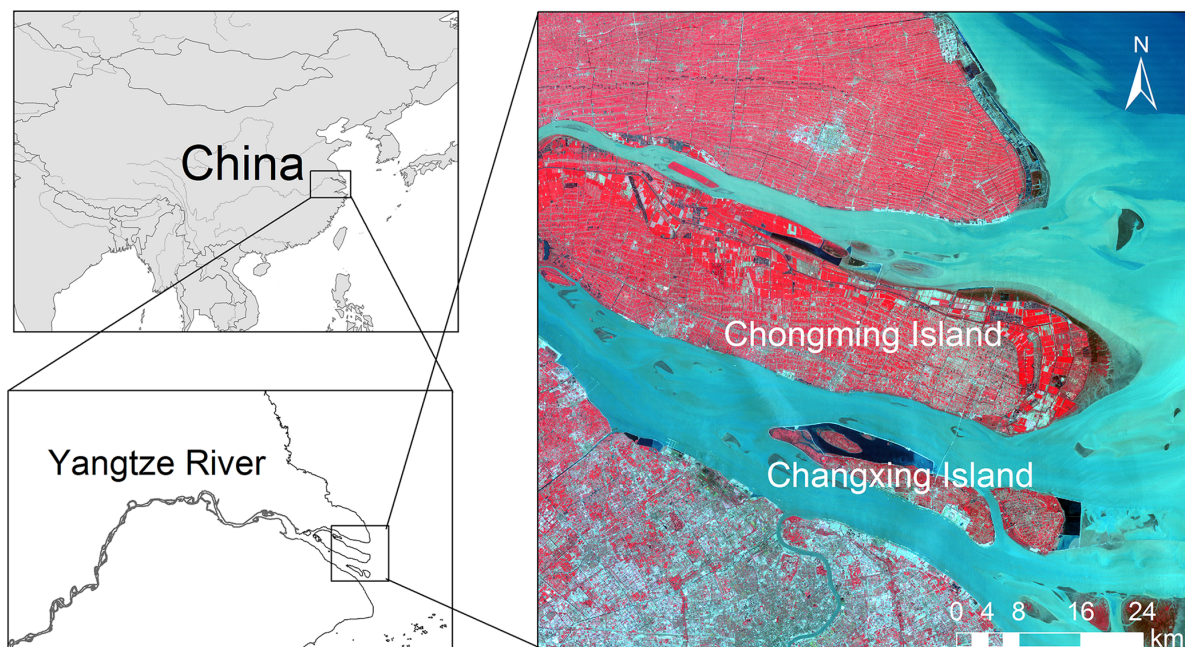 China
Yangtze River
N
Chongming Island
Changxing Island
0 4 8 16 24
km